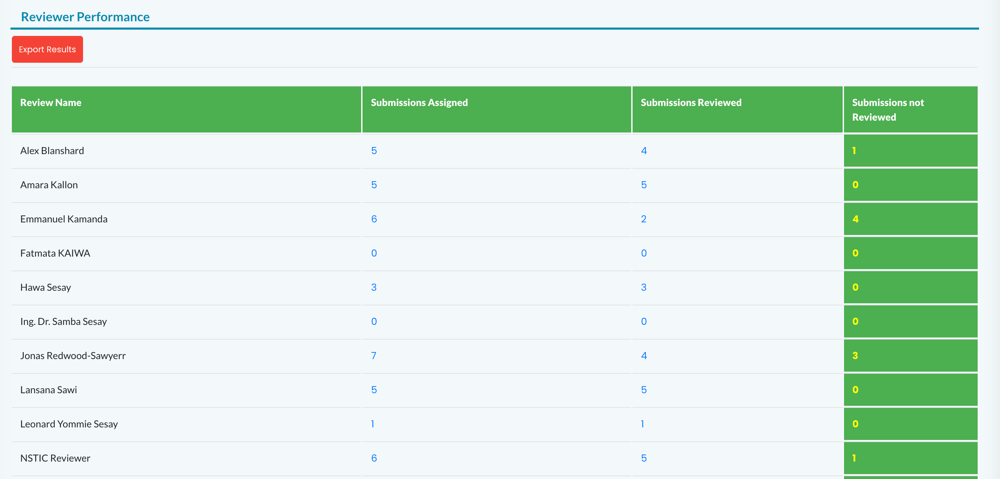 Reviewer Performance
Export Results
Review Name Submissions Assigned Submissions Reviewed Submissions not Reviewed
Alex Blanshard 5 4 1
Amara Kallon 5 5 0
Emmanuel Kamanda 6 2 4
Fatmata KAIWA 0 0 0
Hawa Sesay 3 3 0
Ing. Dr. Samba Sesay 0 0 0
Jonas Redwood-Sawyerr 7 4 3
Lansana Sawi 5 5 0
Leonard Yommie Sesay 1 1 0
NSTIC Reviewer 6 5 1